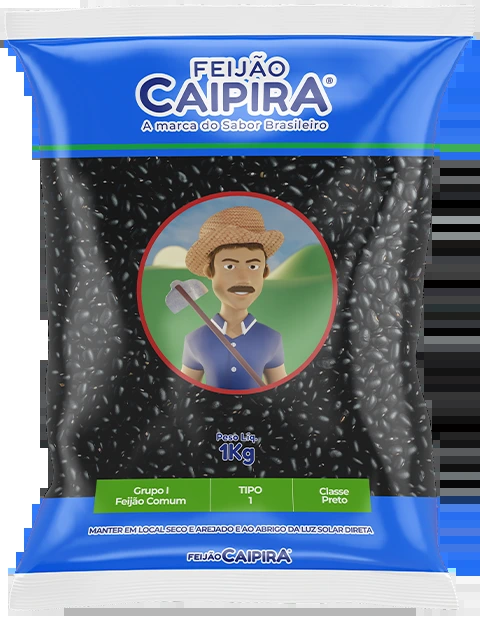 FEIJÃO
CAIPIRA®
A marca do Sabor Brasileiro
Peso Líq.
1Kg
Grupo I
Feijão Comum
TIPO
1
Classe
Preto
MANTER EM LOCAL SECO E AREJADO E AO ABRIGO DA LUZ SOLAR DIRETA
FEIJÃO CAIPIRA®